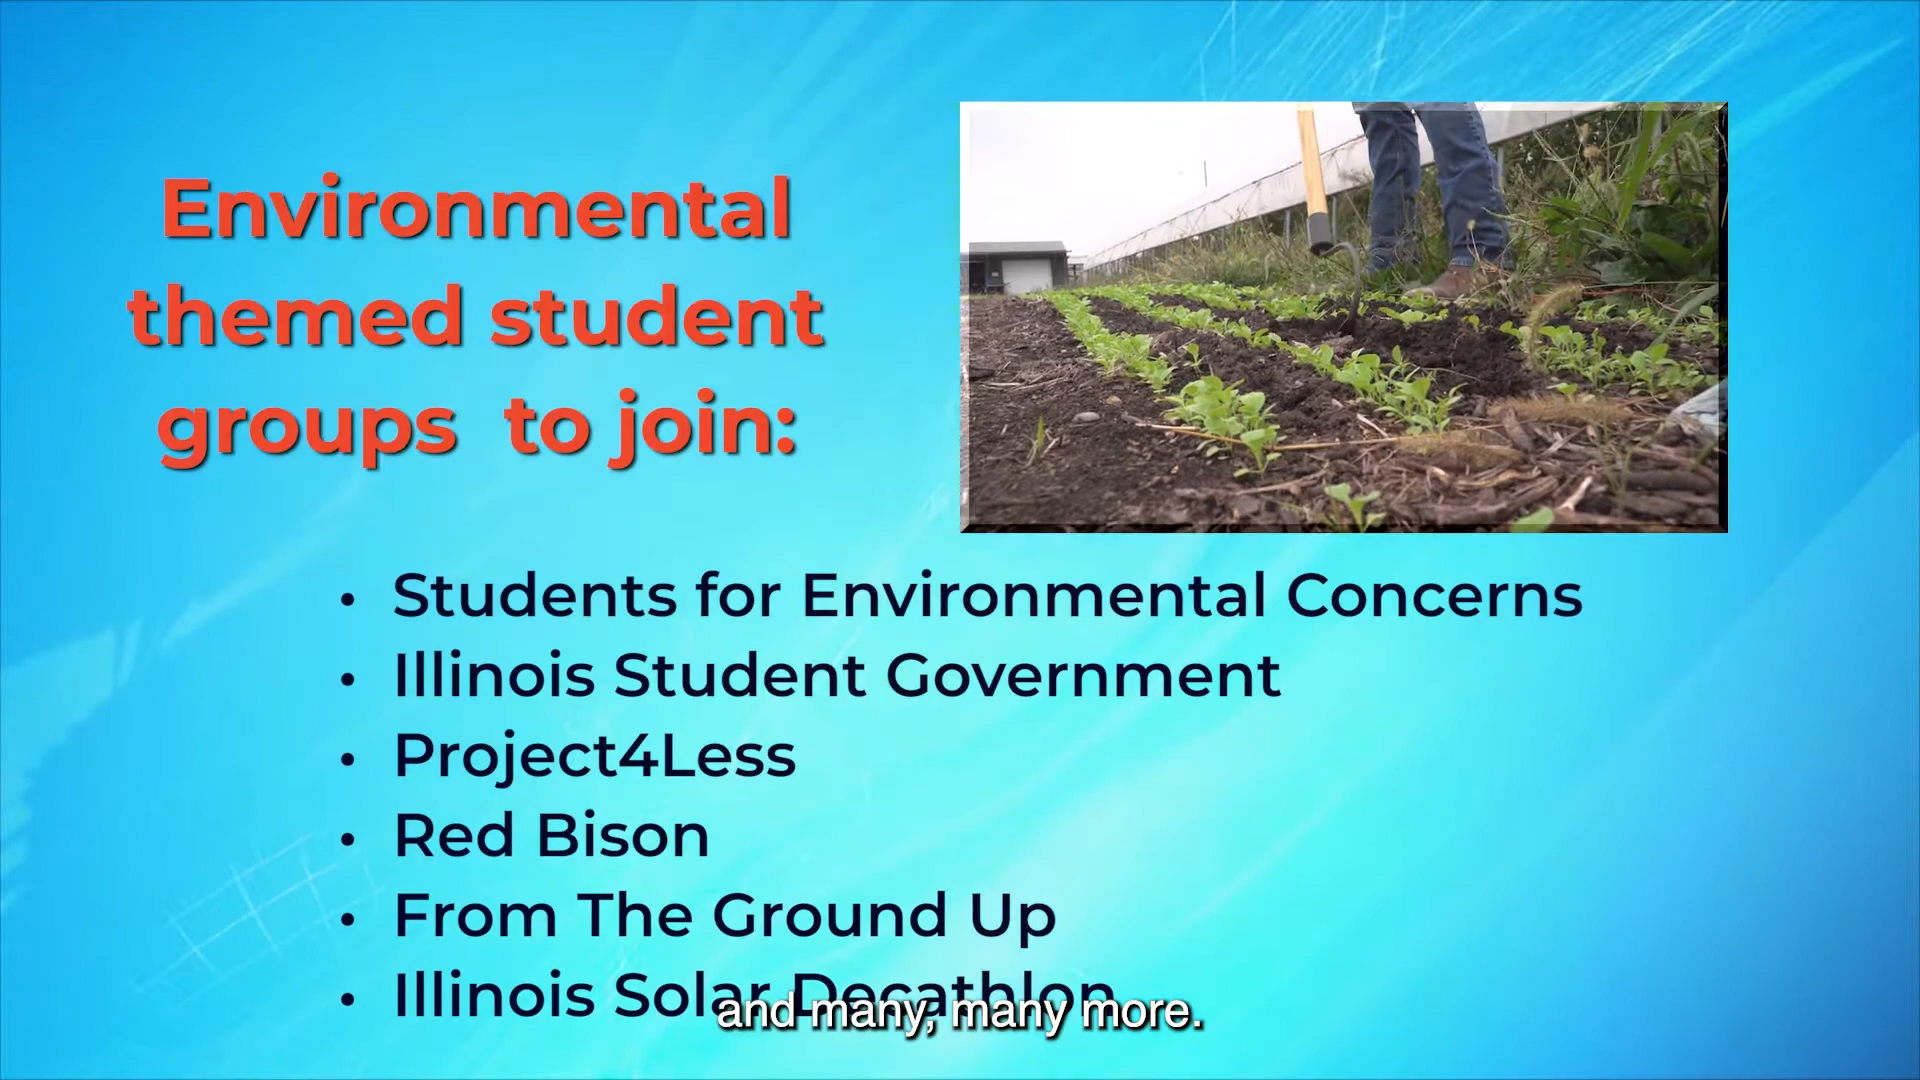 Environmental
themed student
groups  to join:
• Students for Environmental Concerns
• Illinois Student Government
• Project4Less
• Red Bison
• From The Ground Up
• Illinois Solar Decathlon
and many, many more.